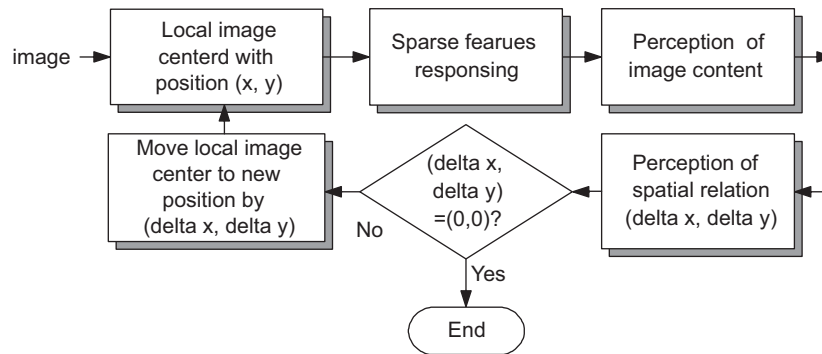 image
Local image
centerd with
position (x, y)
Sparse fearues
responsing
Perception of
image content
Perception of
spatial relation
(delta x, delta y)
(delta x,
delta y)
=(0,0)?
No
Move local image
center to new
position by
(delta x, delta y)
Yes
End